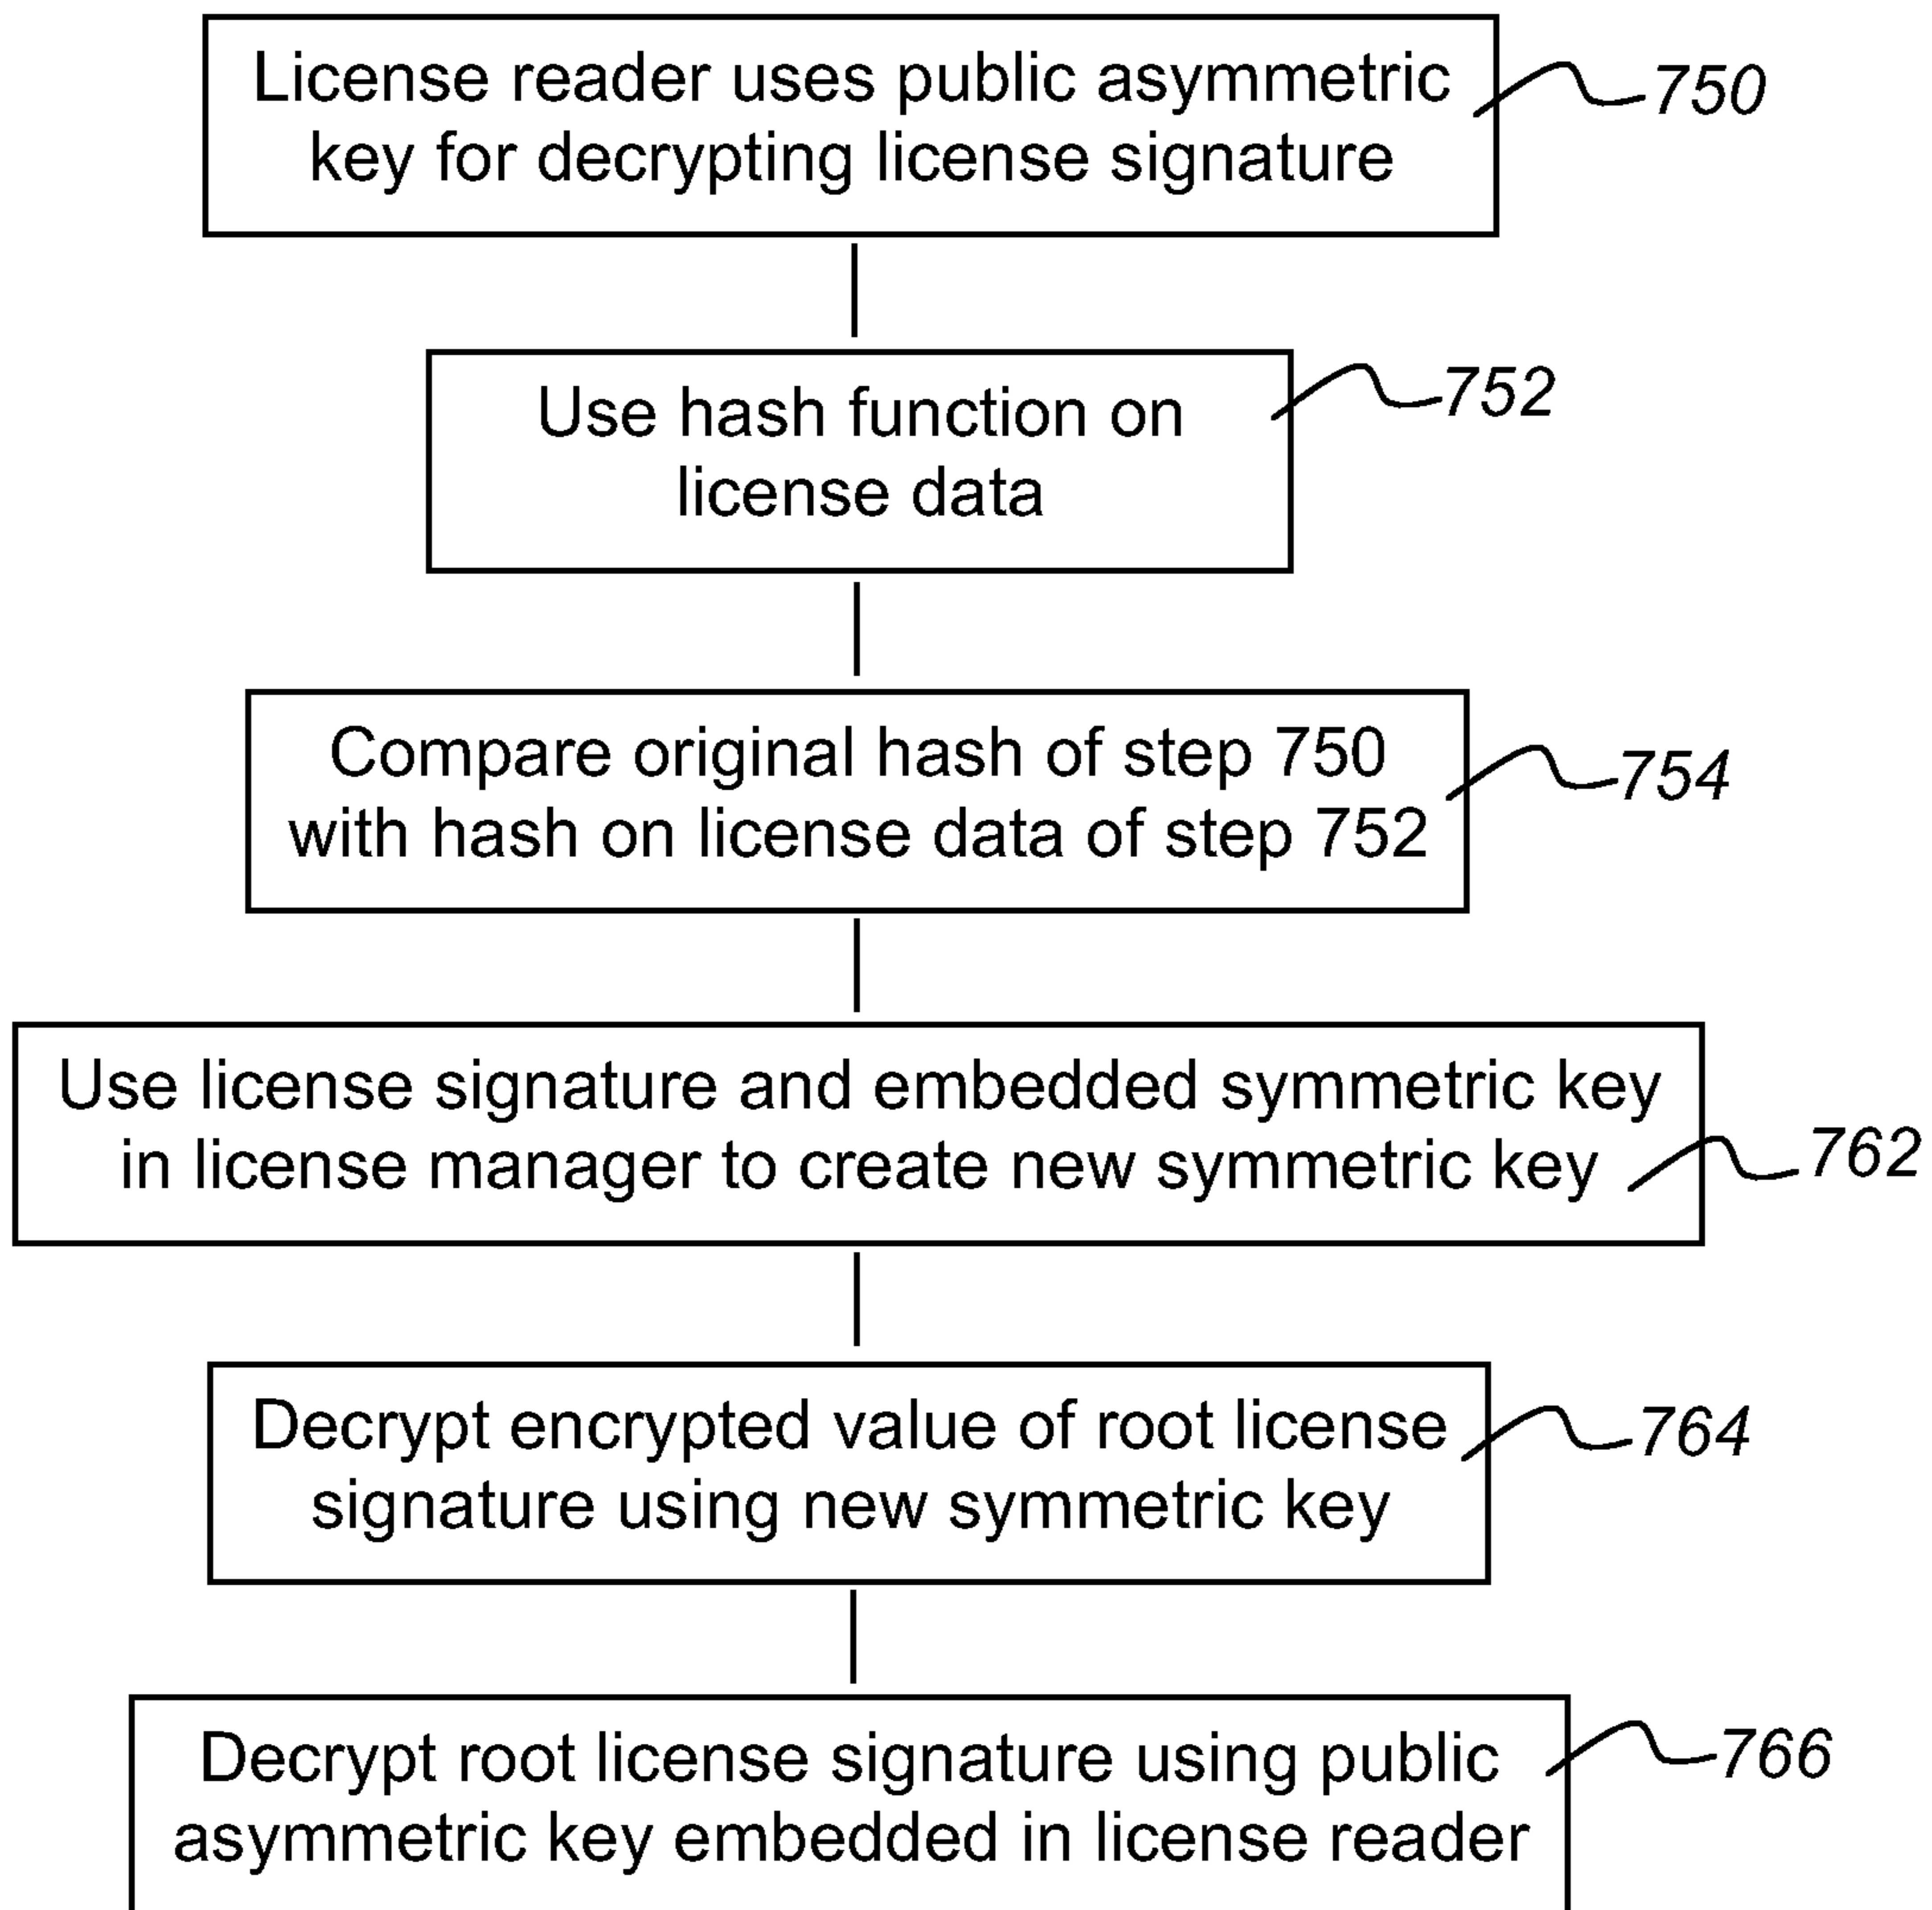 License reader uses public asymmetric
key for decrypting license signature
750
Use hash function on
license data
752
Compare original hash of step 750
with hash on license data of step 752
754
Use license signature and embedded symmetric key
in license manager to create new symmetric key
762
Decrypt encrypted value of root license
signature using new symmetric key
764
Decrypt root license signature using public
asymmetric key embedded in license reader
766